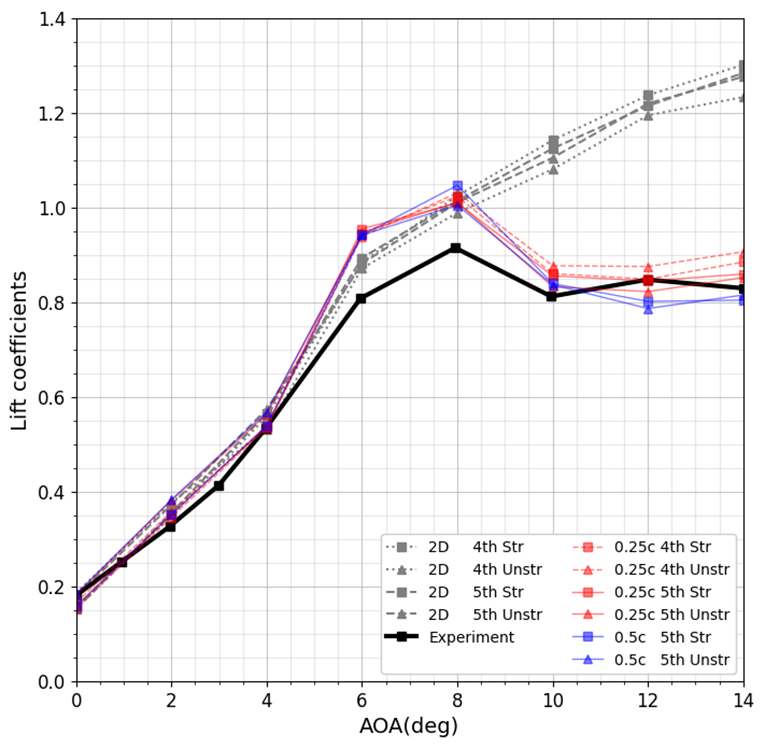 1.4
1.2
1.0
0.8
0.6
0.4
0.2
0.0
Lift coefficients
0 2 4 6 8 10 12 14
AOA(deg)
2D 4th Str
2D 4th Unstr
2D 5th Str
2D 5th Unstr
Experiment
0.25c 4th Str
0.25c 4th Unstr
0.25c 5th Str
0.25c 5th Unstr
0.5c 5th Str
0.5c 5th Unstr